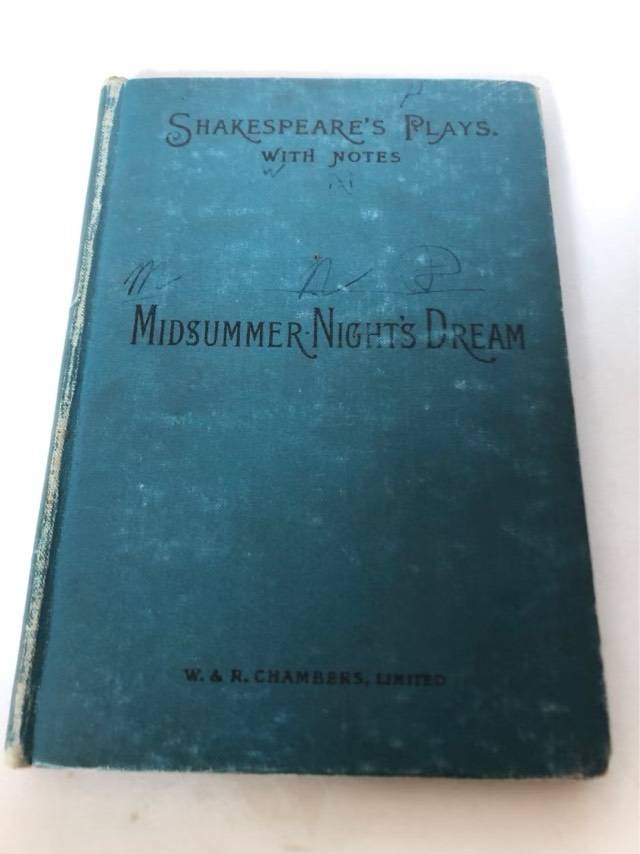 P
SHAKESPEARE'S PLAYS.
WITH NOTES
W N
M N D
MIDSUMMER-NIGHT'S DREAM
W. & R. CHAMBERS, LIMITED